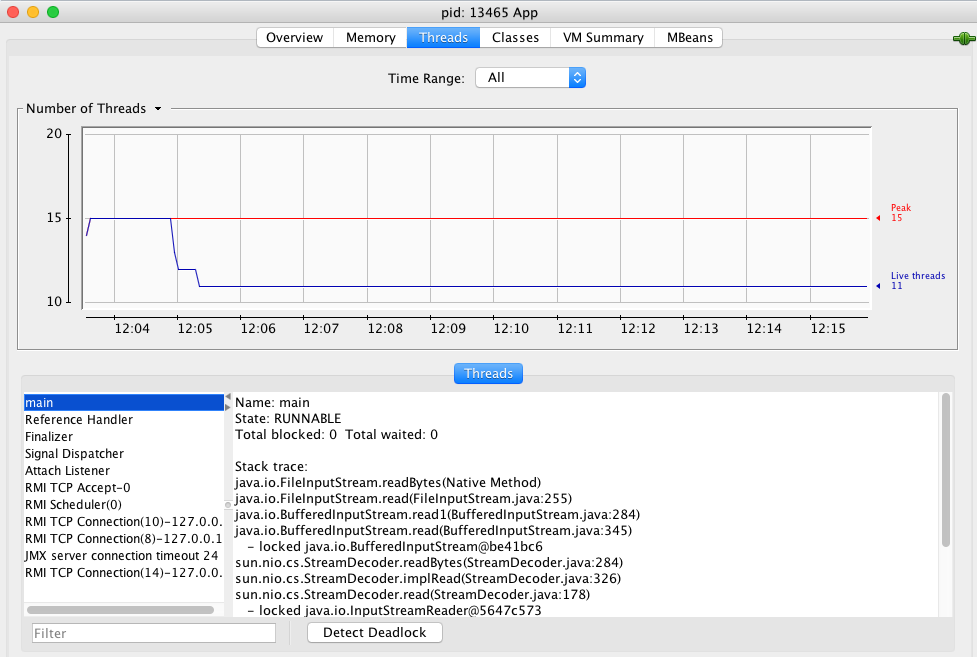 pid: 13465 App
Overview Memory Threads Classes VM Summary MBeans
Time Range: All
Number of Threads
20
15
10
Peak
15
Live threads
11
12:04 12:05 12:06 12:07 12:08 12:09 12:10 12:11 12:12 12:13 12:14 12:15
Threads
main
Reference Handler
Finalizer
Signal Dispatcher
Attach Listener
RMI TCP Accept-0
RMI Scheduler(0)
RMI TCP Connection(10)-127.0.0.
RMI TCP Connection(8)-127.0.0.1
JMX server connection timeout 24
RMI TCP Connection(14)-127.0.0.
Name: main
State: RUNNABLE
Total blocked: 0 Total waited: 0
Stack trace:
java.io.FileInputStream.readBytes(Native Method)
java.io.FileInputStream.read(FileInputStream.java:255)
java.io.BufferedInputStream.read1(BufferedInputStream.java:284)
java.io.BufferedInputStream.read(BufferedInputStream.java:345)
- locked java.io.BufferedInputStream@be41bc6
sun.nio.cs.StreamDecoder.readBytes(StreamDecoder.java:284)
sun.nio.cs.StreamDecoder.implRead(StreamDecoder.java:326)
sun.nio.cs.StreamDecoder.read(StreamDecoder.java:178)
- locked java.io.InputStreamReader@5647c573
Filter
Detect Deadlock